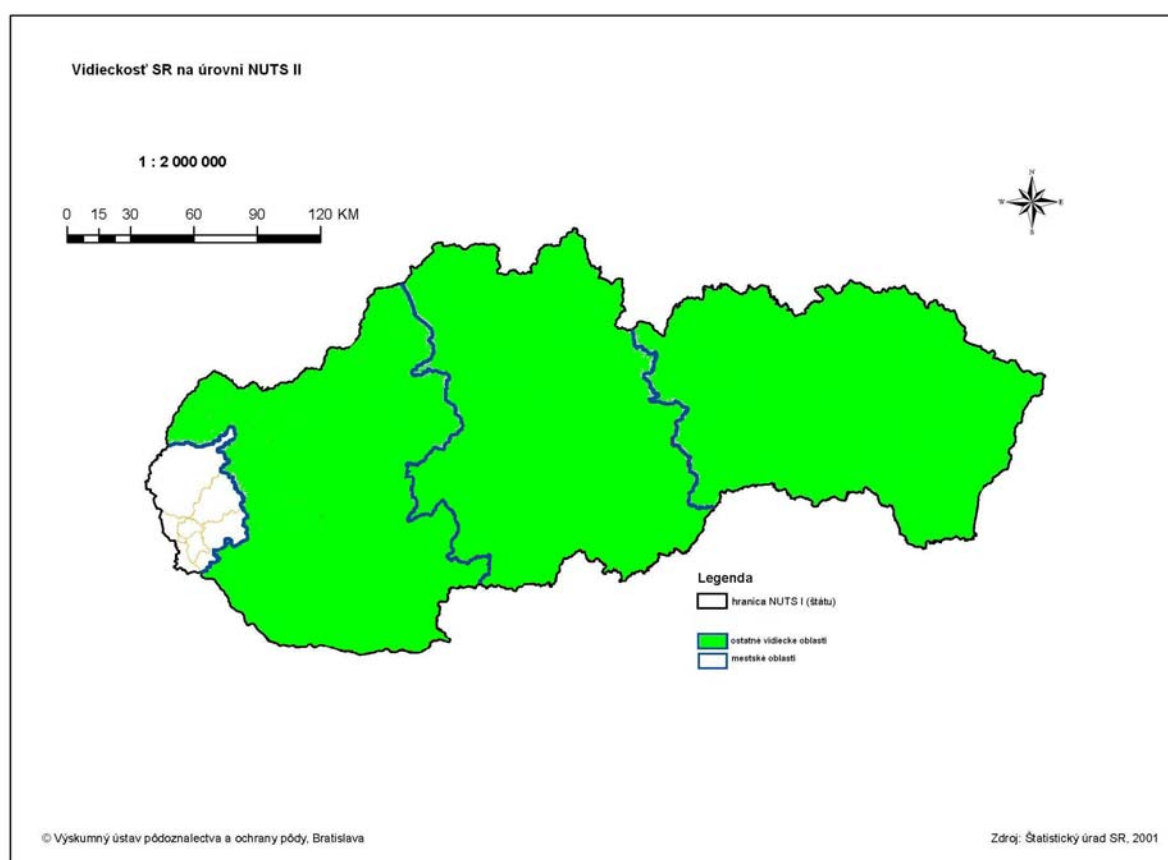 Vidieckosť SR na úrovni NUTS II
1 : 2 000 000
0 15 30 60 90 120 KM
N
W E
S
Legenda
hranica NUTS I (štátu)
ostatné vidiecke oblasti
mestské oblasti
© Výskumný ústav pôdoznalectva a ochrany pôdy, Bratislava
Zdroj: Štatistický úrad SR, 2001